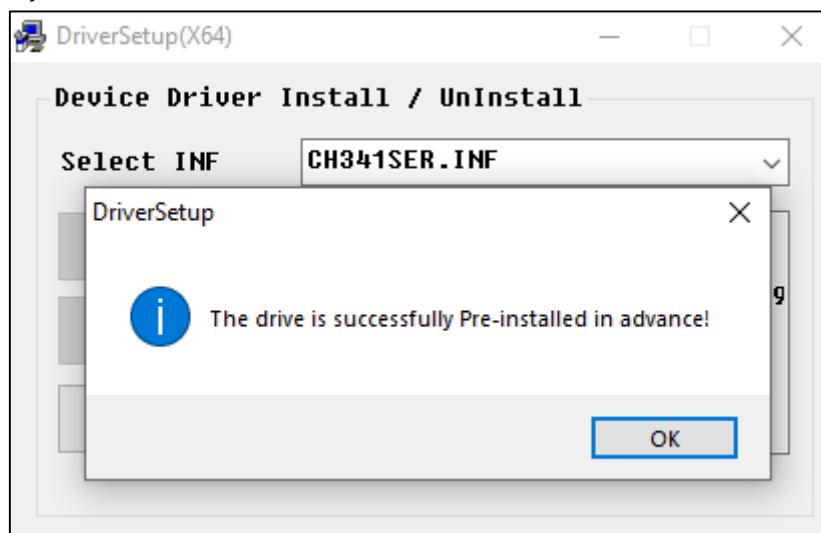 DriverSetup(X64)
Device Driver Install / UnInstall
Select INF
CH341SER.INF
DriverSetup
The drive is successfully Pre-installed in advance!
OK